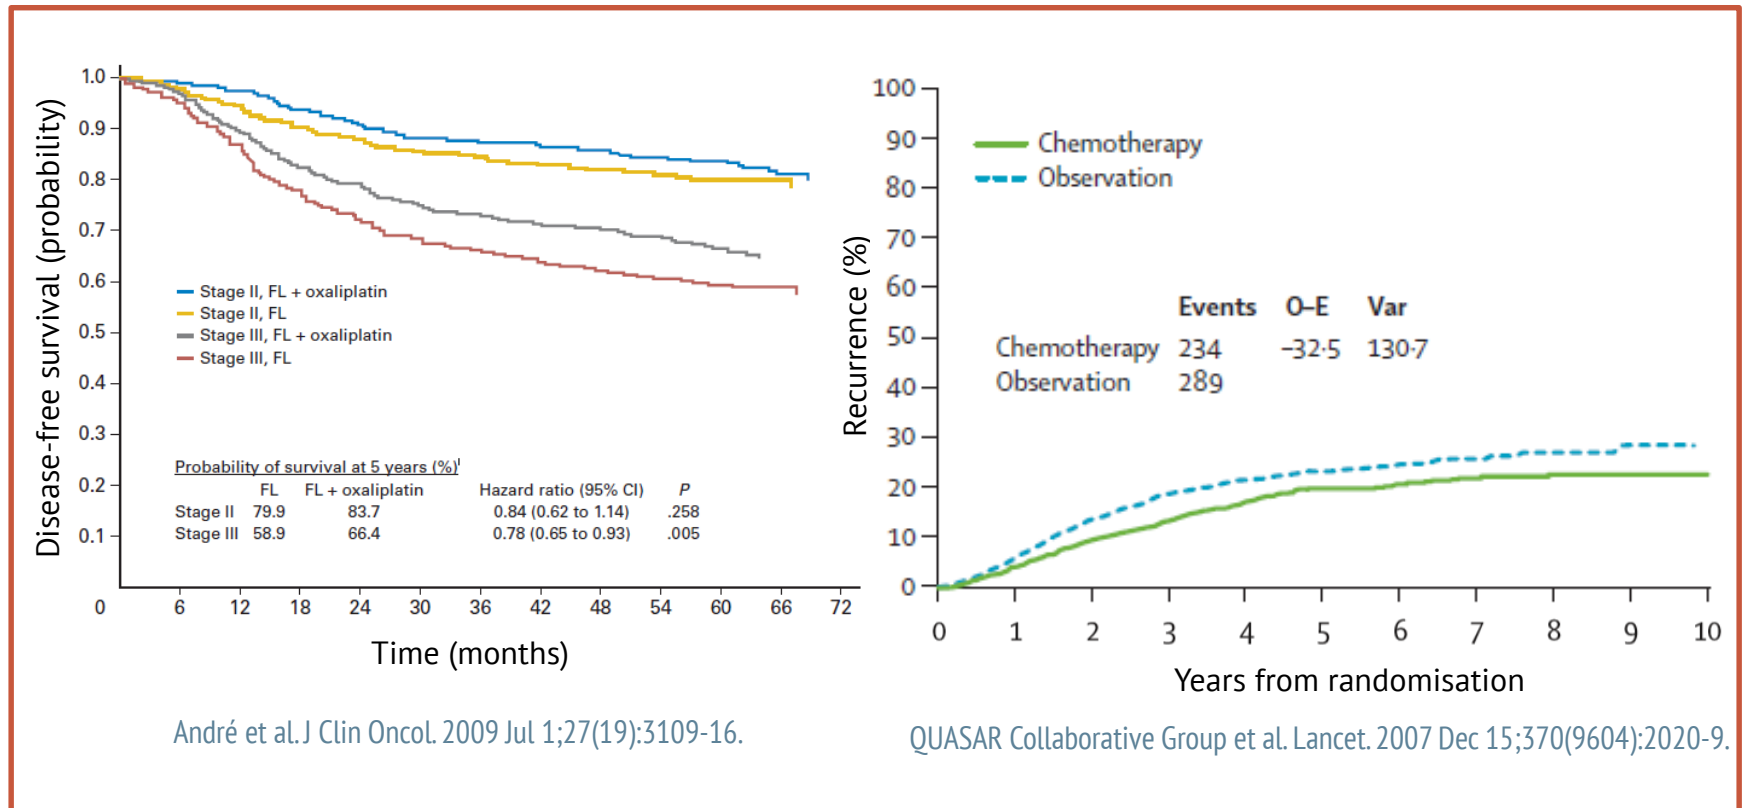 Disease-free survival (probability)
1.0
0.9
0.8
0.7
0.6
0.5
0.4
0.3
0.2
0.1
Stage II, FL + oxaliplatin
Stage II, FL
Stage III, FL + oxaliplatin
Stage III, FL
Probability of survival at 5 years (%)ˡ
FL FL + oxaliplatin Hazard ratio (95% CI) P
Stage II 79.9 83.7 0.84 (0.62 to 1.14) .258
Stage III 58.9 66.4 0.78 (0.65 to 0.93) .005
0 6 12 18 24 30 36 42 48 54 60 66 72
Time (months)
André et al. J Clin Oncol. 2009 Jul 1;27(19):3109-16.
Recurrence (%)
100
90
80
70
60
50
40
30
20
10
0
Chemotherapy
Observation
Events O–E Var
Chemotherapy 234 –32·5 130·7
Observation 289
0 1 2 3 4 5 6 7 8 9 10
Years from randomisation
QUASAR Collaborative Group et al. Lancet. 2007 Dec 15;370(9604):2020-9.